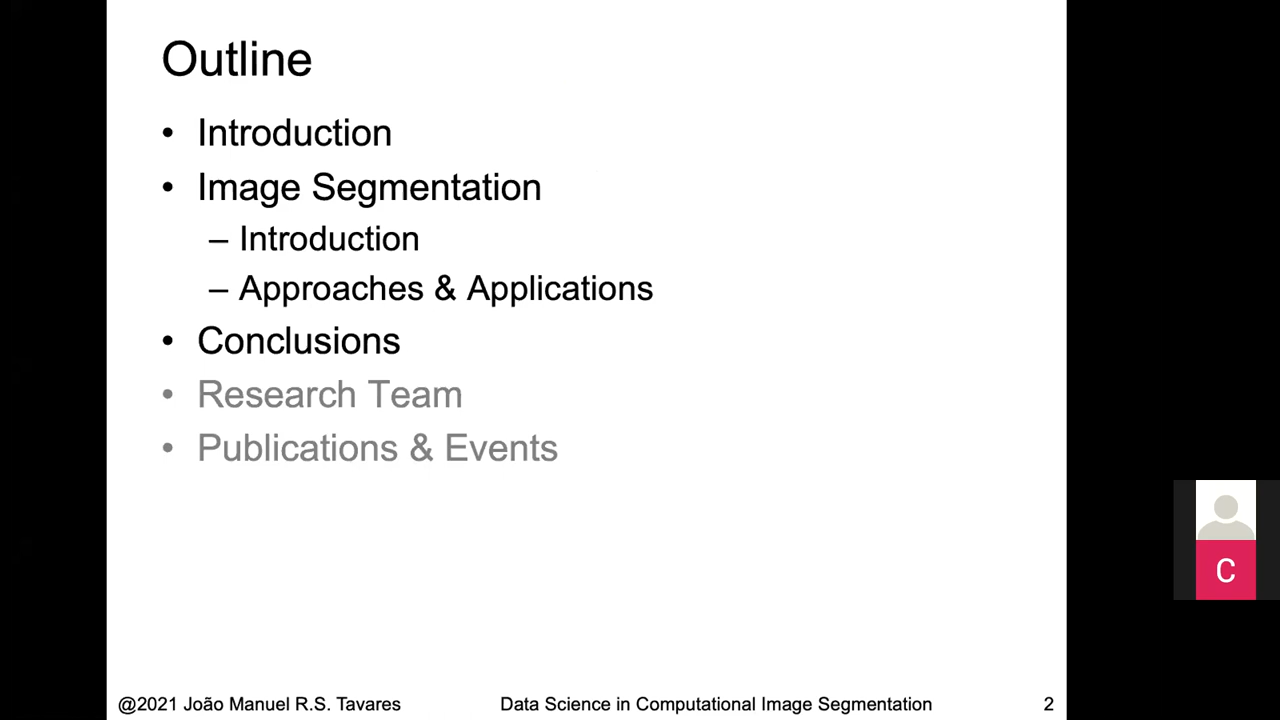 Outline
• Introduction
• Image Segmentation
– Introduction
– Approaches & Applications
• Conclusions
• Research Team
• Publications & Events
C
@2021 João Manuel R.S. Tavares Data Science in Computational Image Segmentation 2